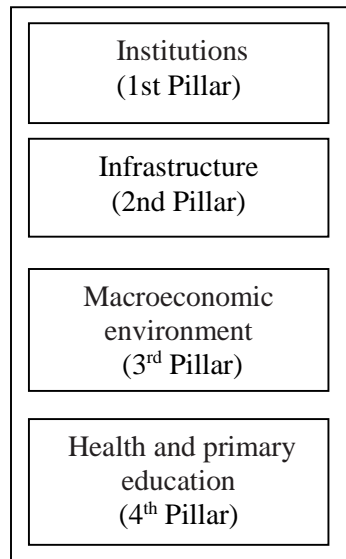 Institutions
(1st Pillar)
Infrastructure
(2nd Pillar)
Macroeconomic
environment
(3rd Pillar)
Health and primary
education
(4th Pillar)